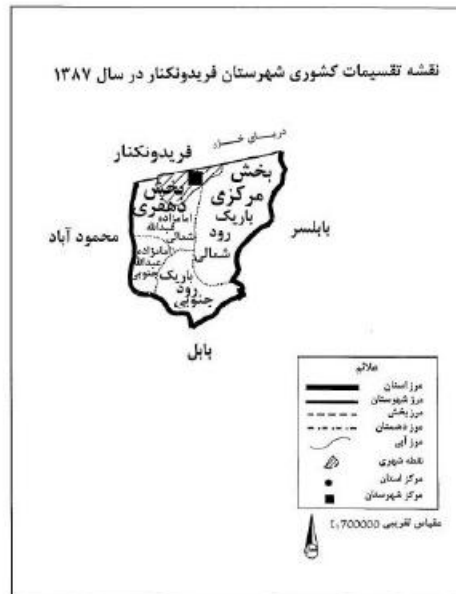 نقشه تقسیمات کشوری شهرستان فریدونکنار در سال ۱۳۸۷
دریای خزر
فریدونکنار
بخش
مرکزی
باریک
رود
شمالی
بخش
دهفری
امامزاده
عبدالله
شمالی
امامزاده
عبدالله
جنوبی
باریک
رود
جنوبی
محمود آباد
بابلسر
بابل
علائم
مرز استان
مرز شهرستان
مرز بخش
مرز دهستان
مرز آبی
نقطه شهری
مرکز استان
مرکز شهرستان
مقیاس تقریبی 1:700000